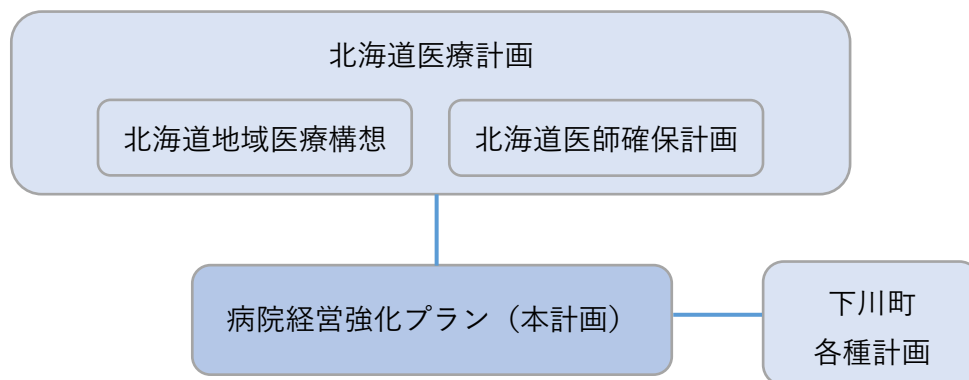 北海道医療計画
北海道地域医療構想
北海道医師確保計画
病院経営強化プラン（本計画）
下川町
各種計画